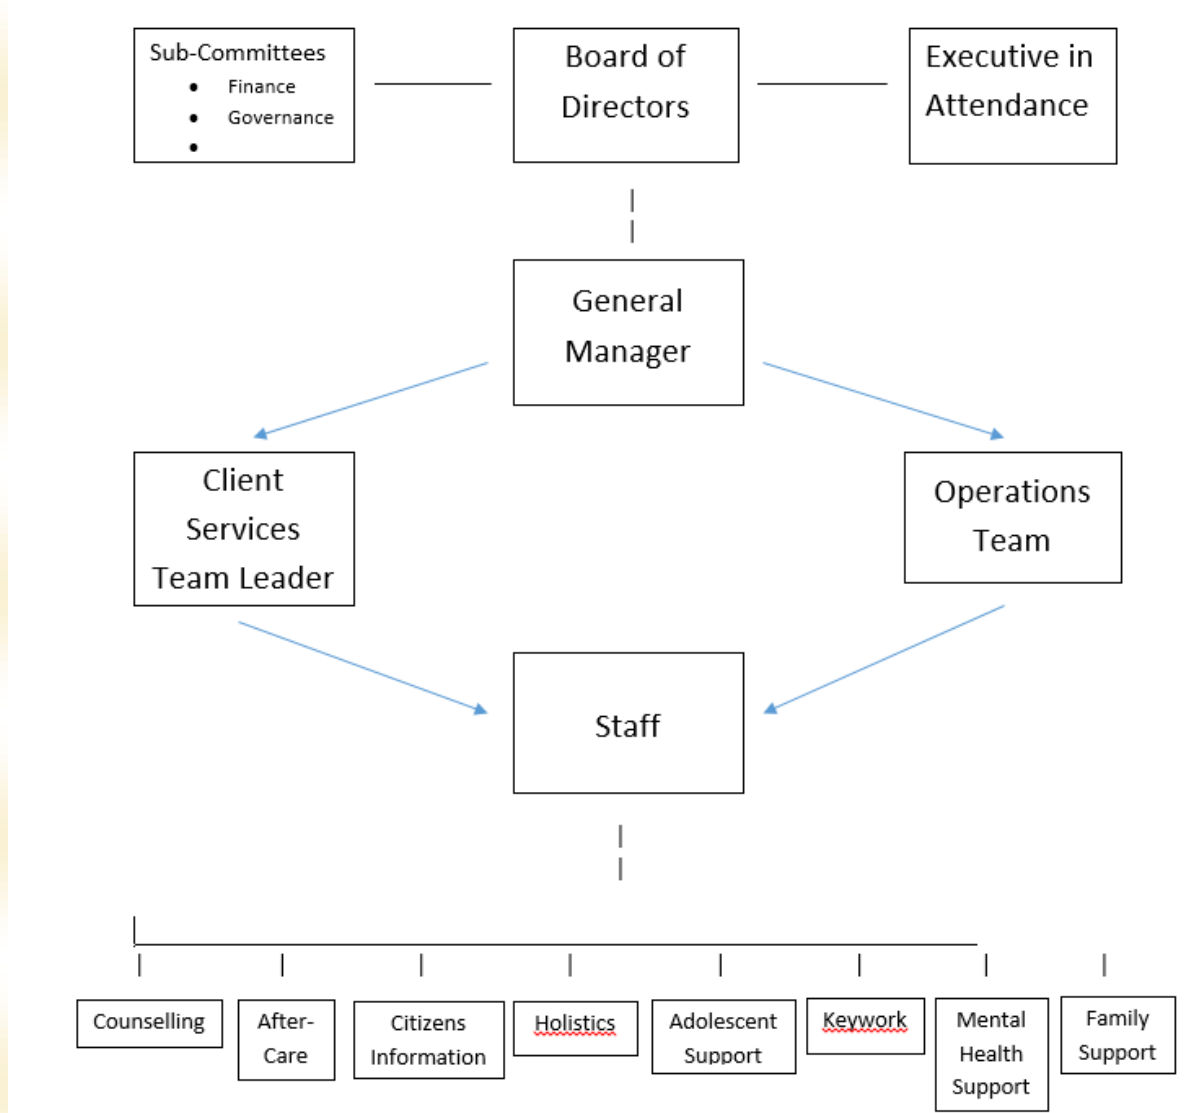 Sub-Committees
• Finance
• Governance
•
Board of
Directors
Executive in
Attendance
General
Manager
Client
Services
Team Leader
Operations
Team
Staff
Counselling
After-
Care
Citizens
Information
Holistics
Adolescent
Support
Keywork
Mental
Health
Support
Family
Support